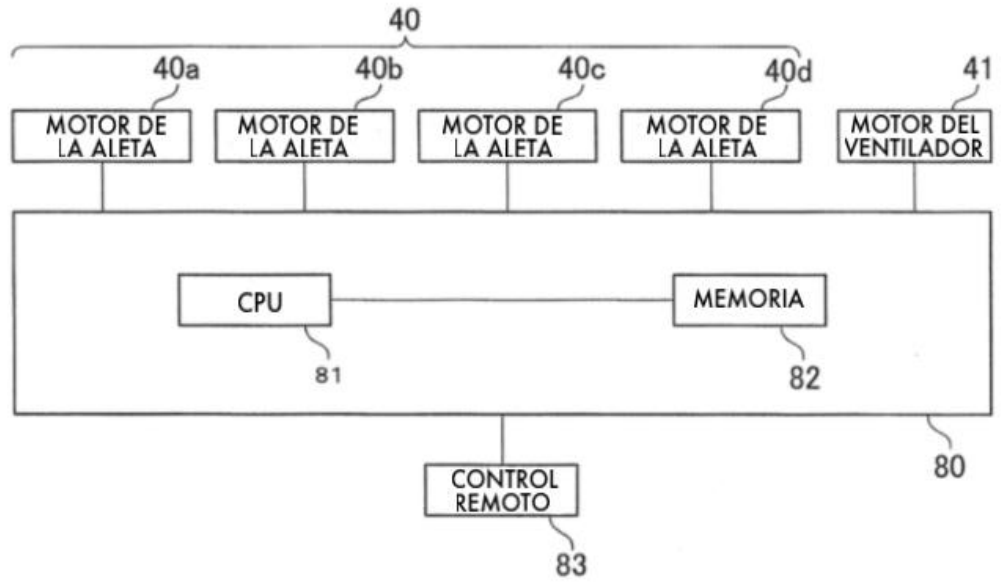 40
40a
40b
40c
40d
41
MOTOR DE
LA ALETA
MOTOR DE
LA ALETA
MOTOR DE
LA ALETA
MOTOR DE
LA ALETA
MOTOR DEL
VENTILADOR
CPU
MEMORIA
81
82
80
CONTROL
REMOTO
83